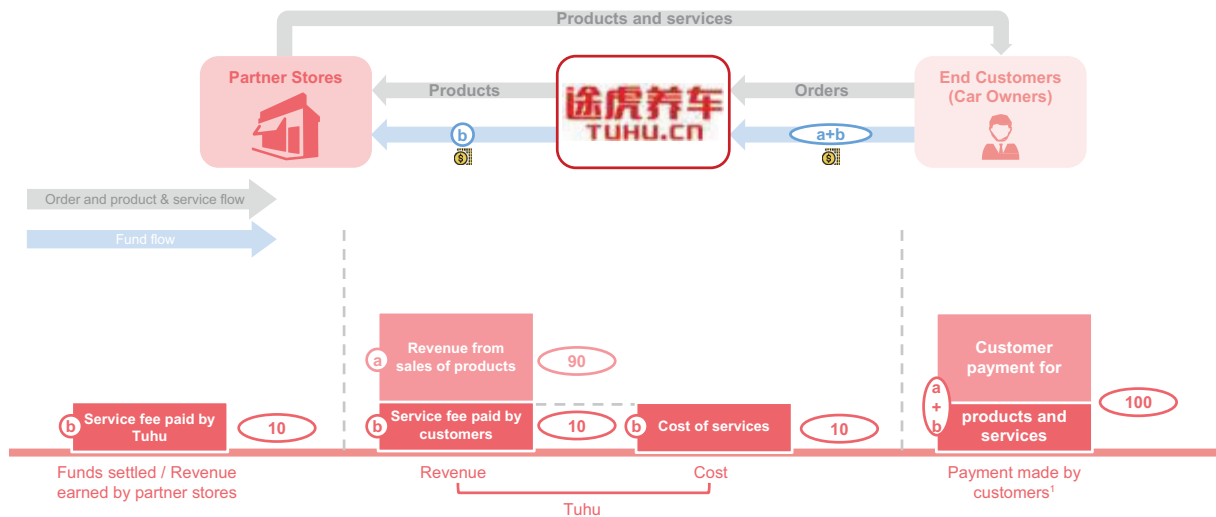 Products and services
Partner Stores
Products
途虎养车
TUHU.CN
Orders
End Customers
(Car Owners)
b
a+b
Order and product & service flow
Fund flow
b
Service fee paid by
Tuhu
10
a
Revenue from
sales of products
90
b
Service fee paid by
customers
10
b
Cost of services
10
a
+
b
Customer
payment for
products and
services
100
Funds settled / Revenue
earned by partner stores
Revenue
Cost
Tuhu
Payment made by
customers¹